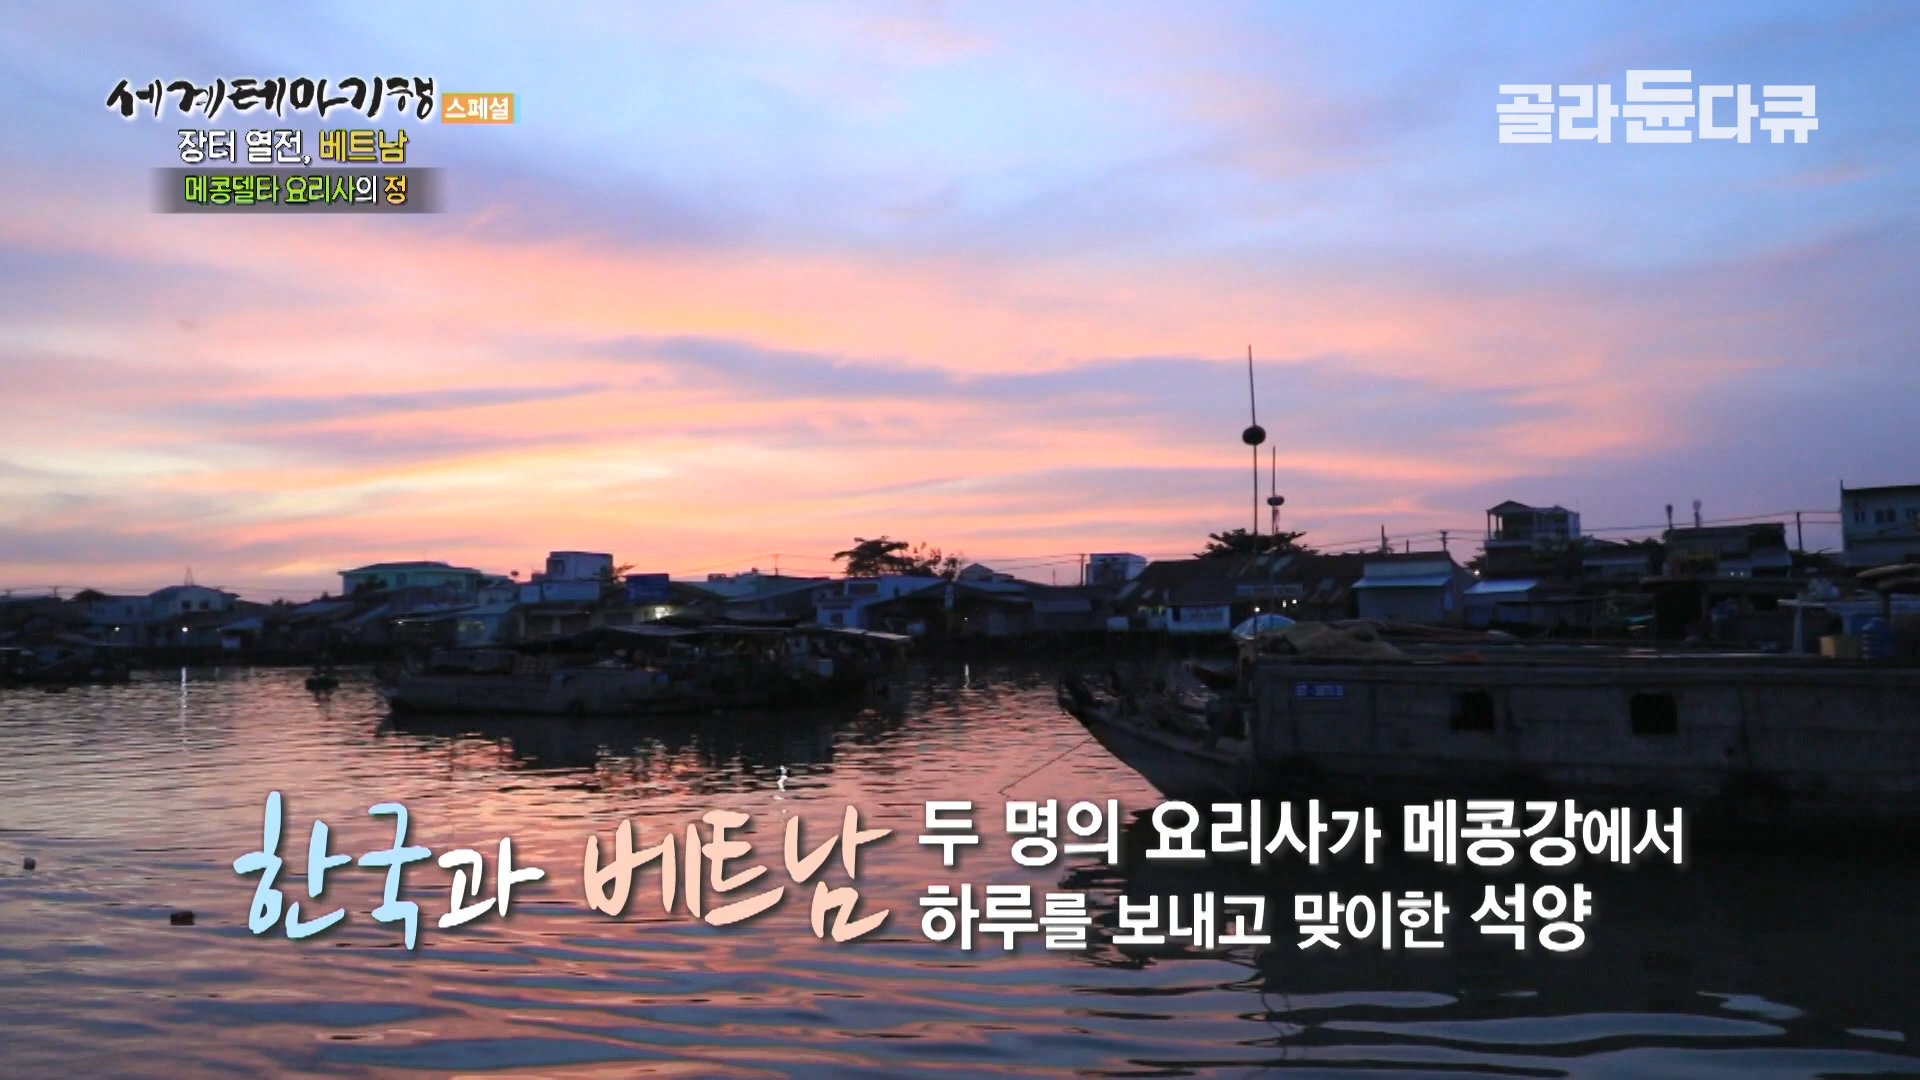 세계테마기행 스페셜
장터 열전, 베트남
메콩델타 요리사의 정
골라듄다큐
한국과 베트남 두 명의 요리사가 메콩강에서
하루를 보내고 맞이한 석양